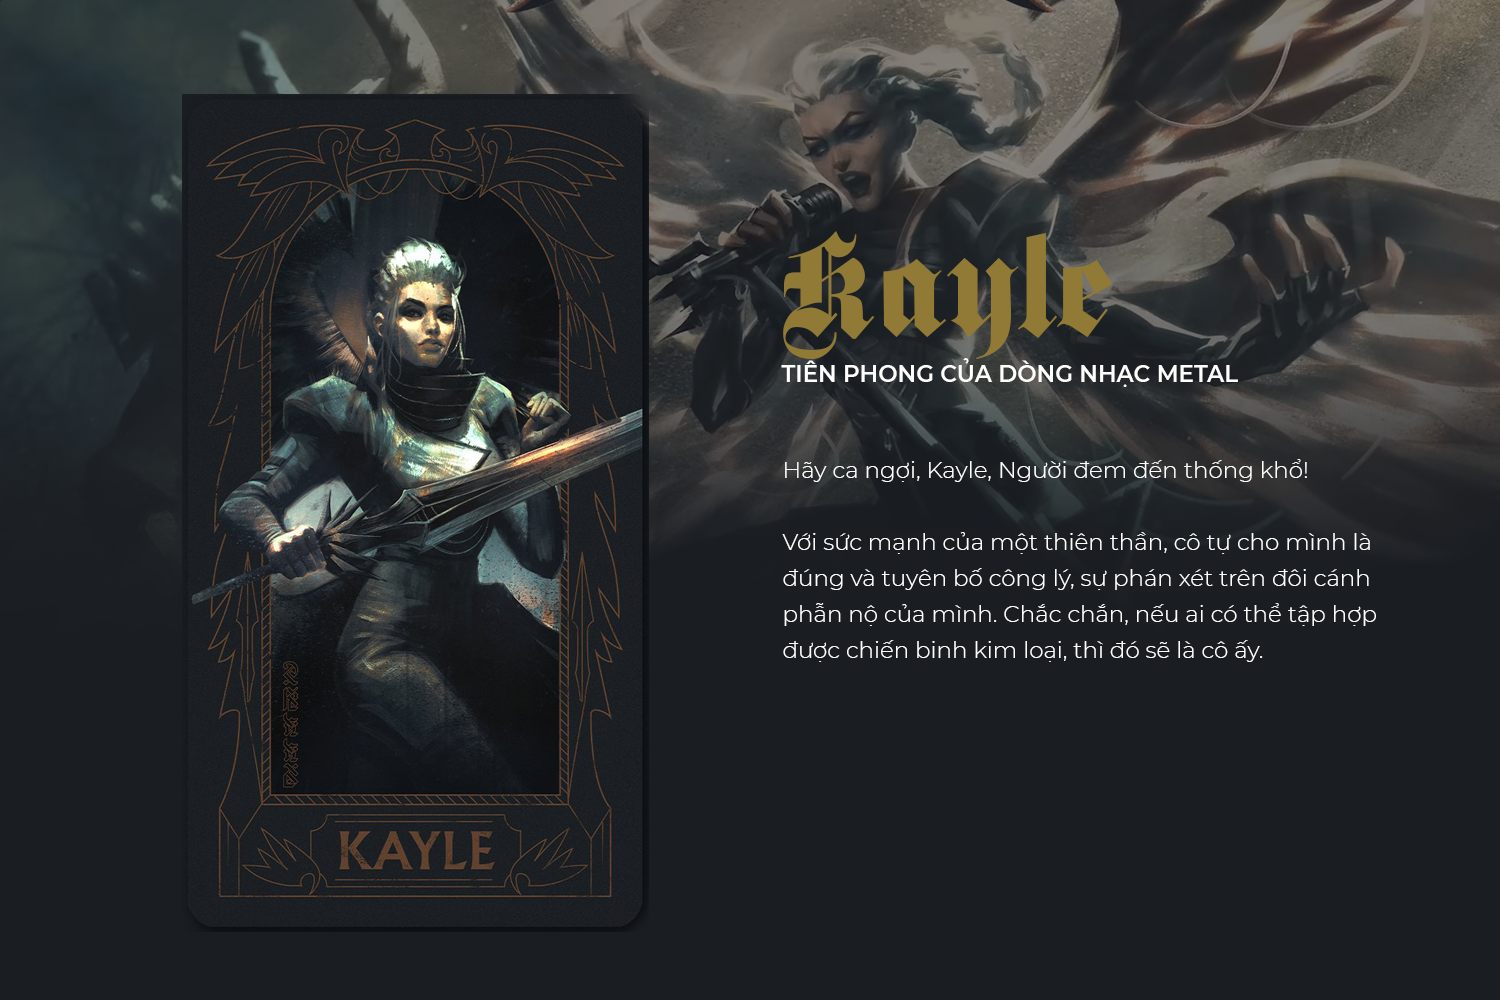 Kayle
TIÊN PHONG CỦA DÒNG NHẠC METAL
Hãy ca ngợi, Kayle, Người đem đến thống khổ!
Với sức mạnh của một thiên thần, cô tự cho mình là
đúng và tuyên bố công lý, sự phán xét trên đôi cánh
phẫn nộ của mình. Chắc chắn, nếu ai có thể tập hợp
được chiến binh kim loại, thì đó sẽ là cô ấy.
KAYLE